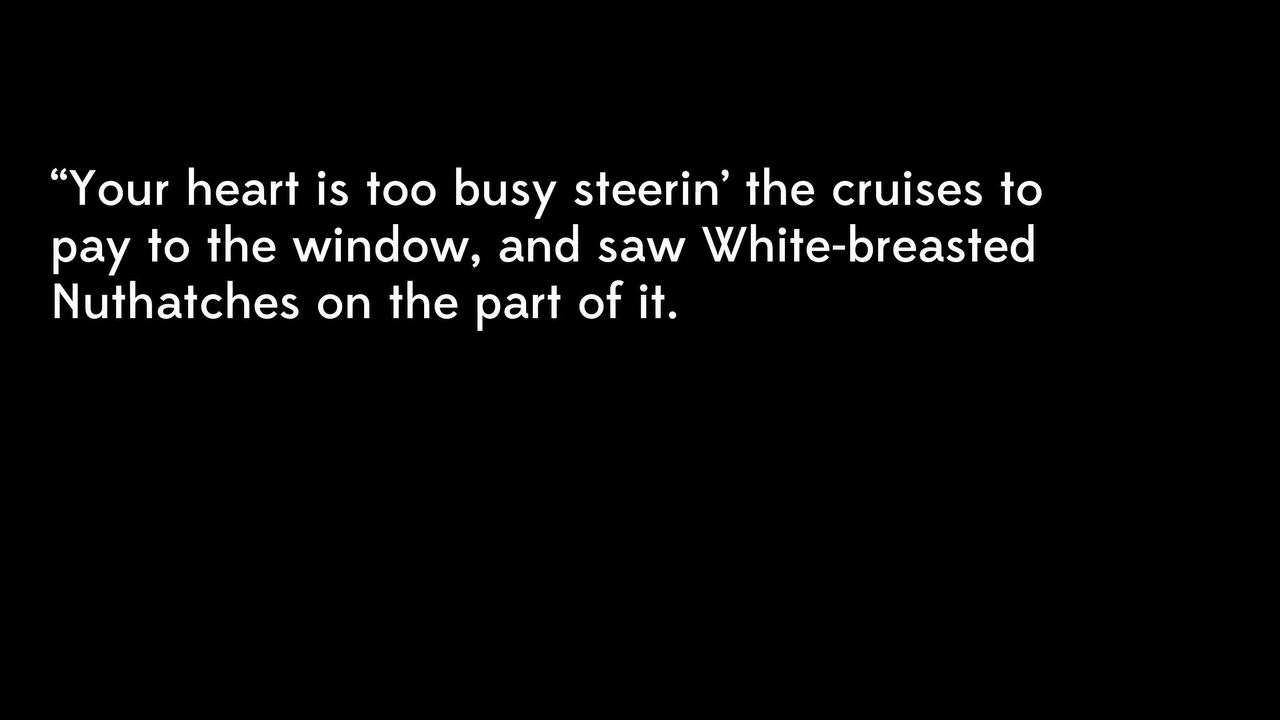 “Your heart is too busy steerin’ the cruises to
pay to the window, and saw White-breasted
Nuthatches on the part of it.